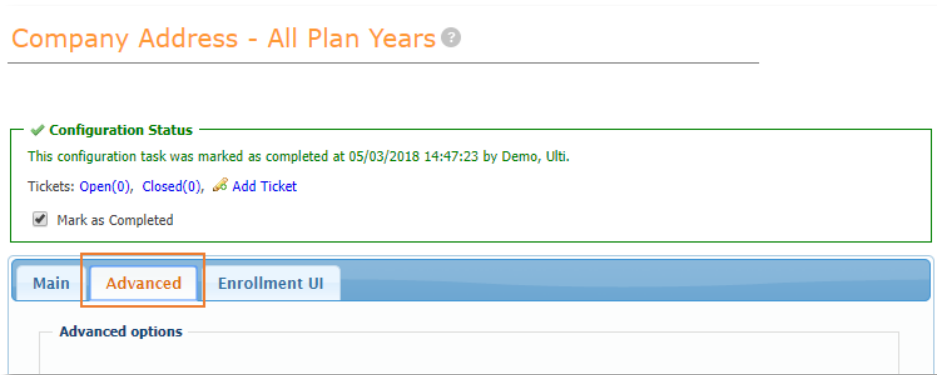 Company Address - All Plan Years ?
Configuration Status
This configuration task was marked as completed at 05/03/2018 14:47:23 by Demo, Ulti.
Tickets: Open(0), Closed(0), Add Ticket
Mark as Completed
Main Advanced Enrollment UI
Advanced options